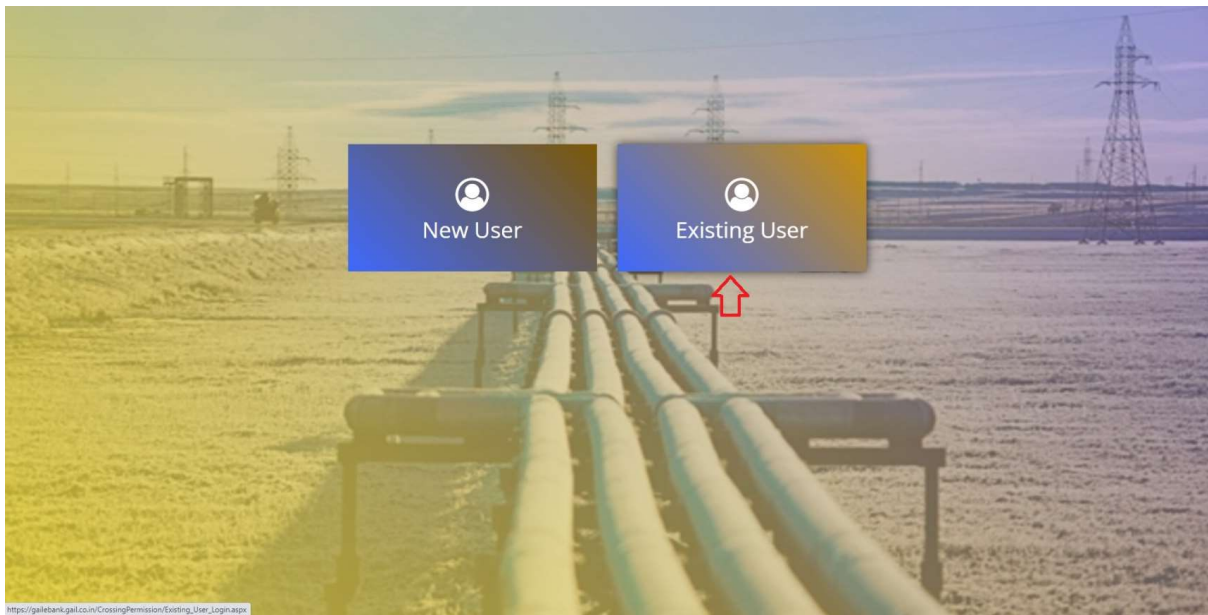 New User
Existing User
https://gailebank.gail.co.in/CrossingPermission/Existing_User_Login.aspx